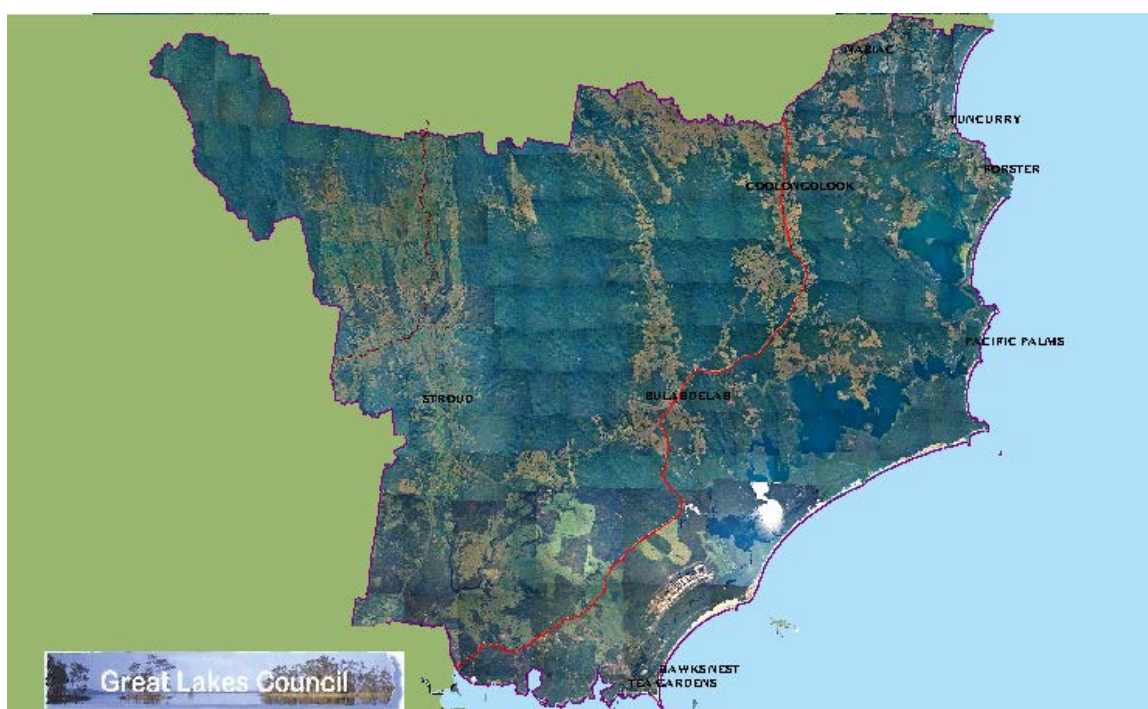 NABIAC
TUNCURRY
FORSTER
COOLONGOLOOK
PACIFIC PALMS
STROUD
BULAHDELAH
HAWKS NEST
TEA GARDENS
Great Lakes Council